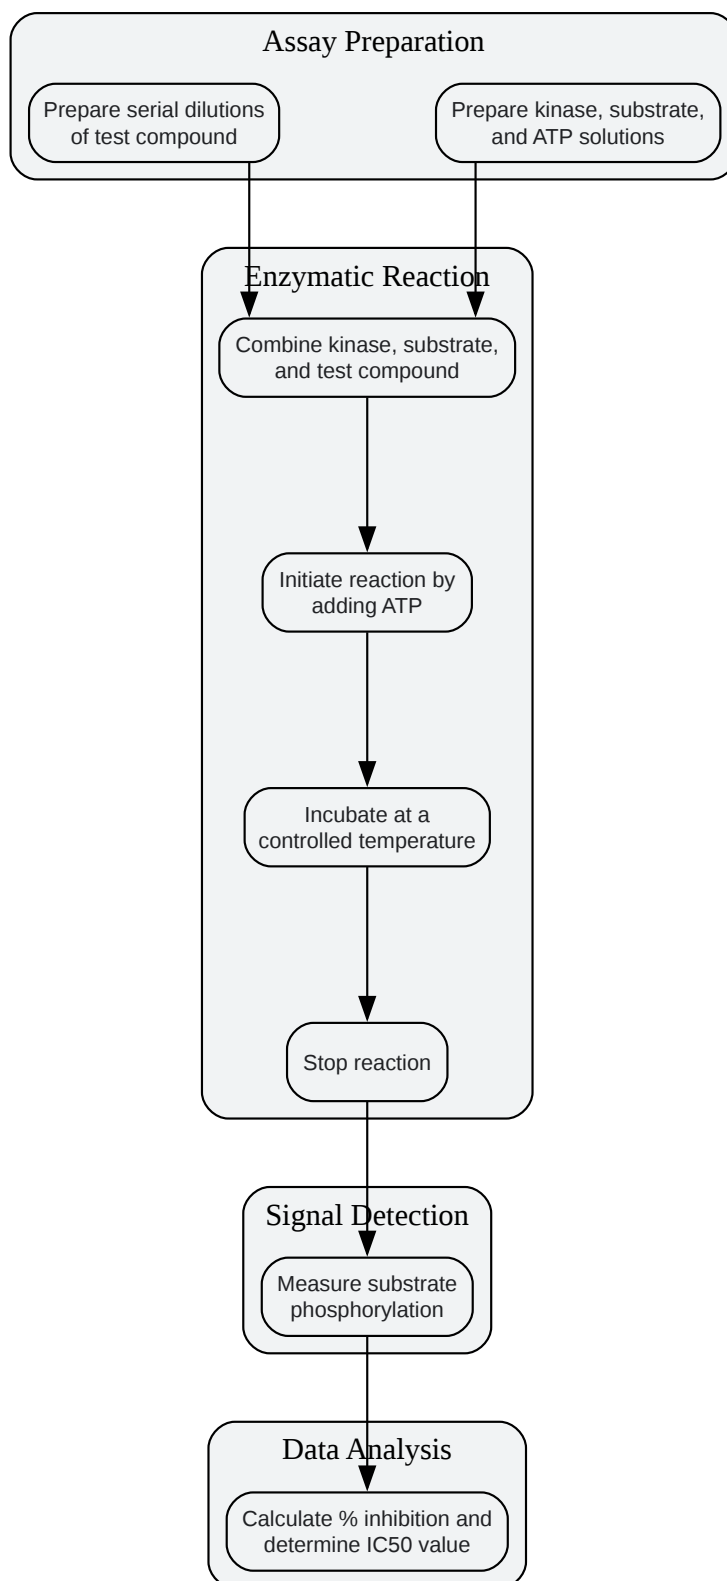 Assay Preparation
Prepare serial dilutions
of test compound
Prepare kinase, substrate,
and ATP solutions
Enzymatic Reaction
Combine kinase, substrate,
and test compound
Initiate reaction by
adding ATP
Incubate at a
controlled temperature
Stop reaction
Signal Detection
Measure substrate
phosphorylation
Data Analysis
Calculate % inhibition and
determine IC50 value